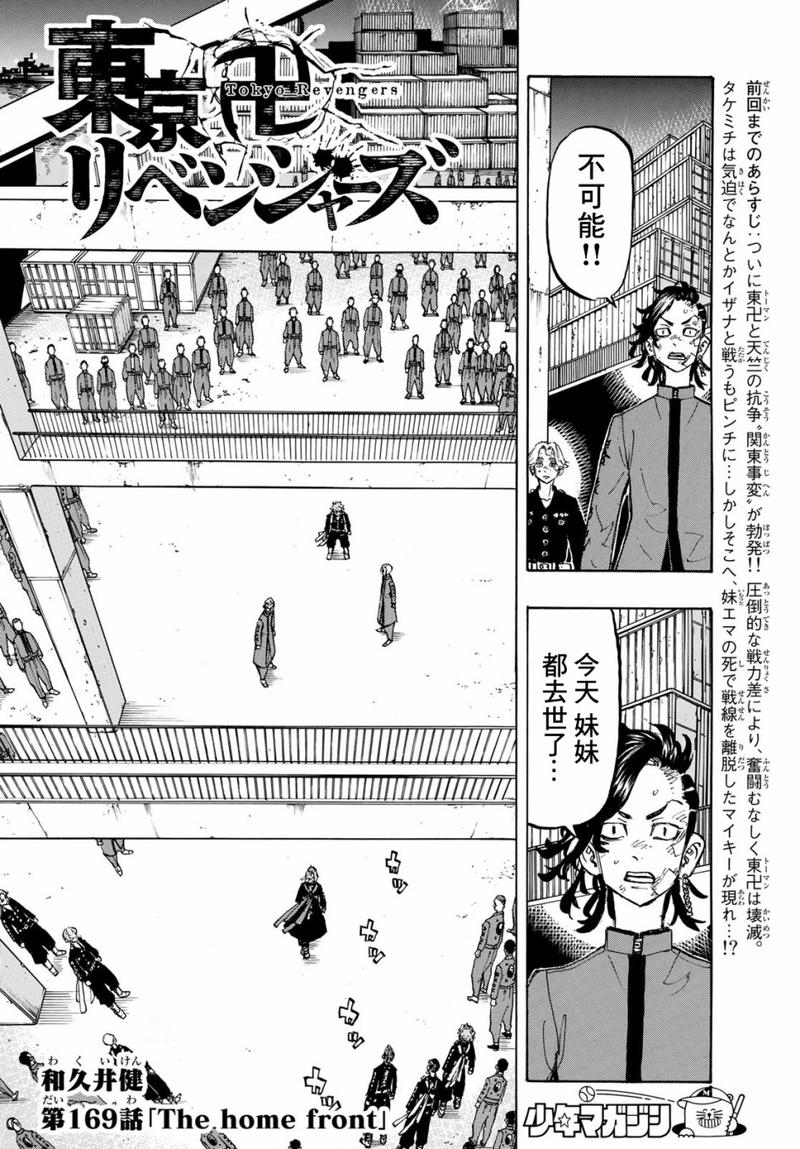 前回までのあらすじ：ついに東卍と天竺の抗争“関東事変”が勃発!! 圧倒的な戦力差により、奮闘むなしく東卍は壊滅。
タケミチは気迫でなんとかイザナと戦うもピンチに…しかしそこへ、妹エマの死で戦線を離脱したマイキーが現れ…!?
不可能!!
今天 妹妹
都去世了…
東京卍
Tokyo Revengers
リベンジャーズ
カッ
カッ
カッ
カッ
和久井健
第169話「The home front」
少年マガジン